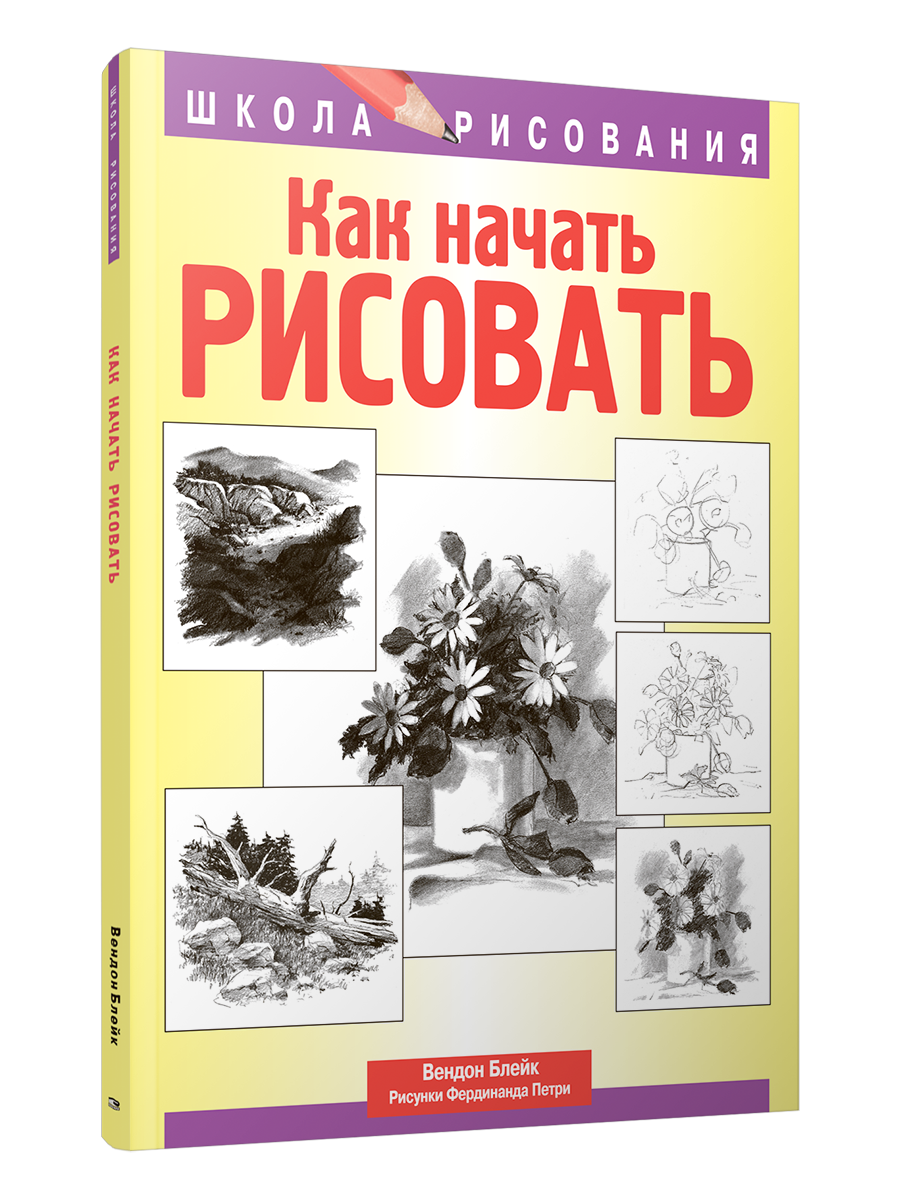 ШКОЛА РИСОВАНИЯ
Как начать
РИСОВАТЬ
Вендон Блейк
Рисунки Фердинанда Петри
ШКОЛА РИСОВАНИЯ
КАК НАЧАТЬ РИСОВАТЬ
Вендон Блейк